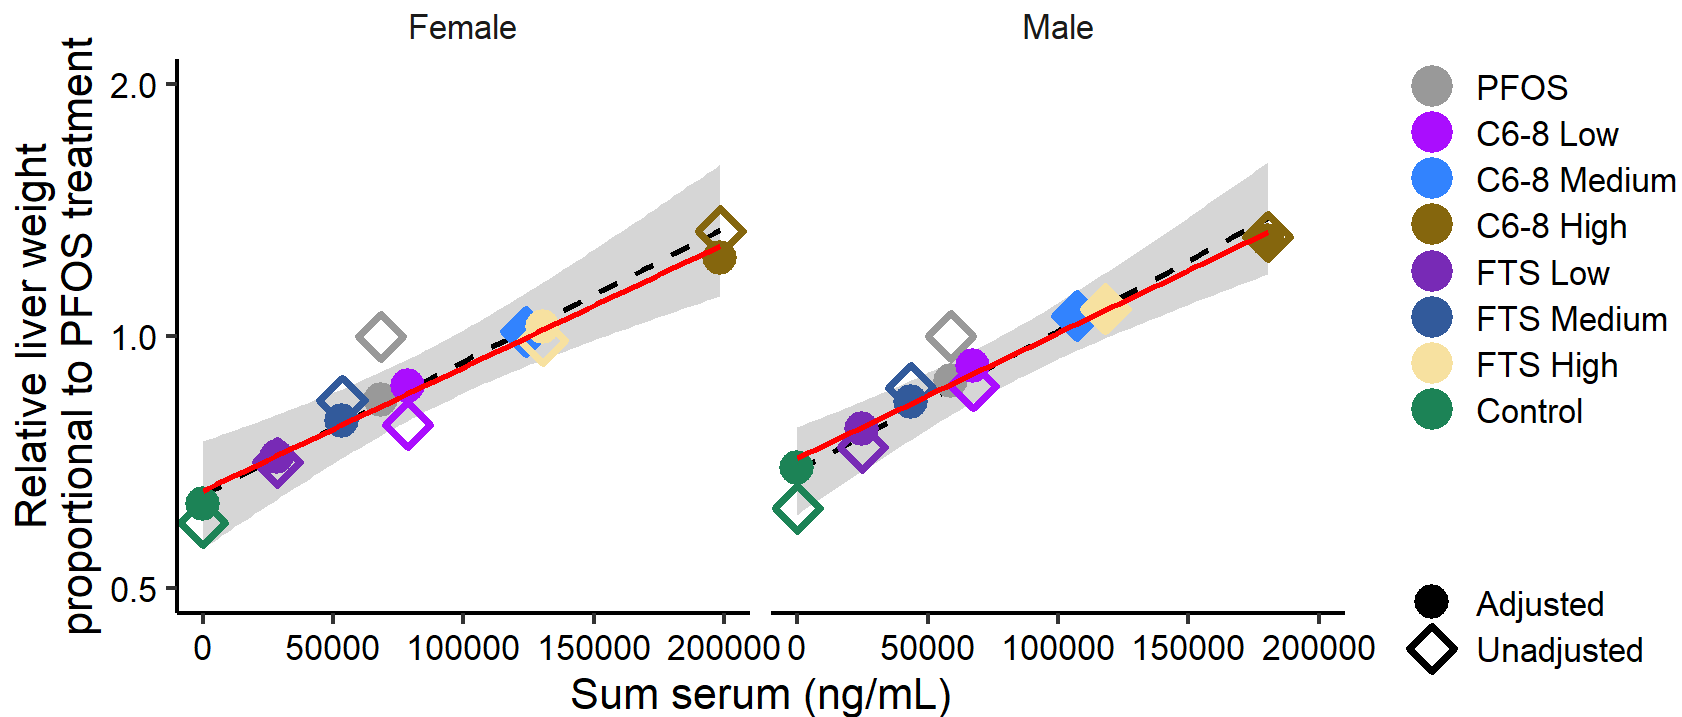 Female
Male
Relative liver weight
proportional to PFOS treatment
2.0
1.0
0.5
0
50000
100000
150000
200000
0
50000
100000
150000
200000
Sum serum (ng/mL)
PFOS
C6-8 Low
C6-8 Medium
C6-8 High
FTS Low
FTS Medium
FTS High
Control
Adjusted
Unadjusted